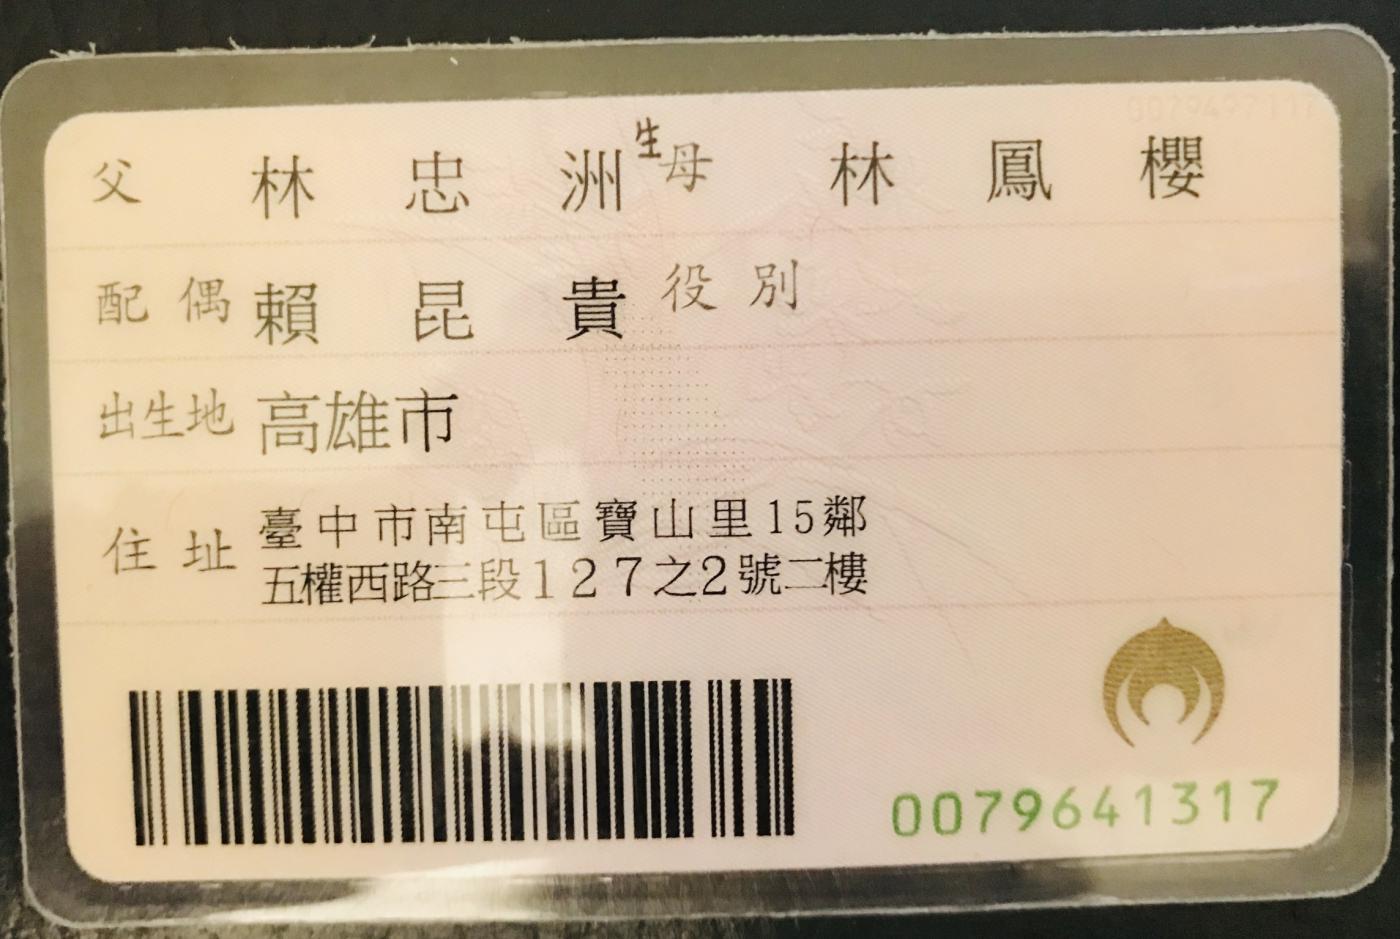 父 林忠洲 生母 林鳳櫻
配偶 賴昆貴 役別
出生地 高雄市
住址 臺中市南屯區寶山里15鄰
五權西路三段127之2號二樓
0079641317